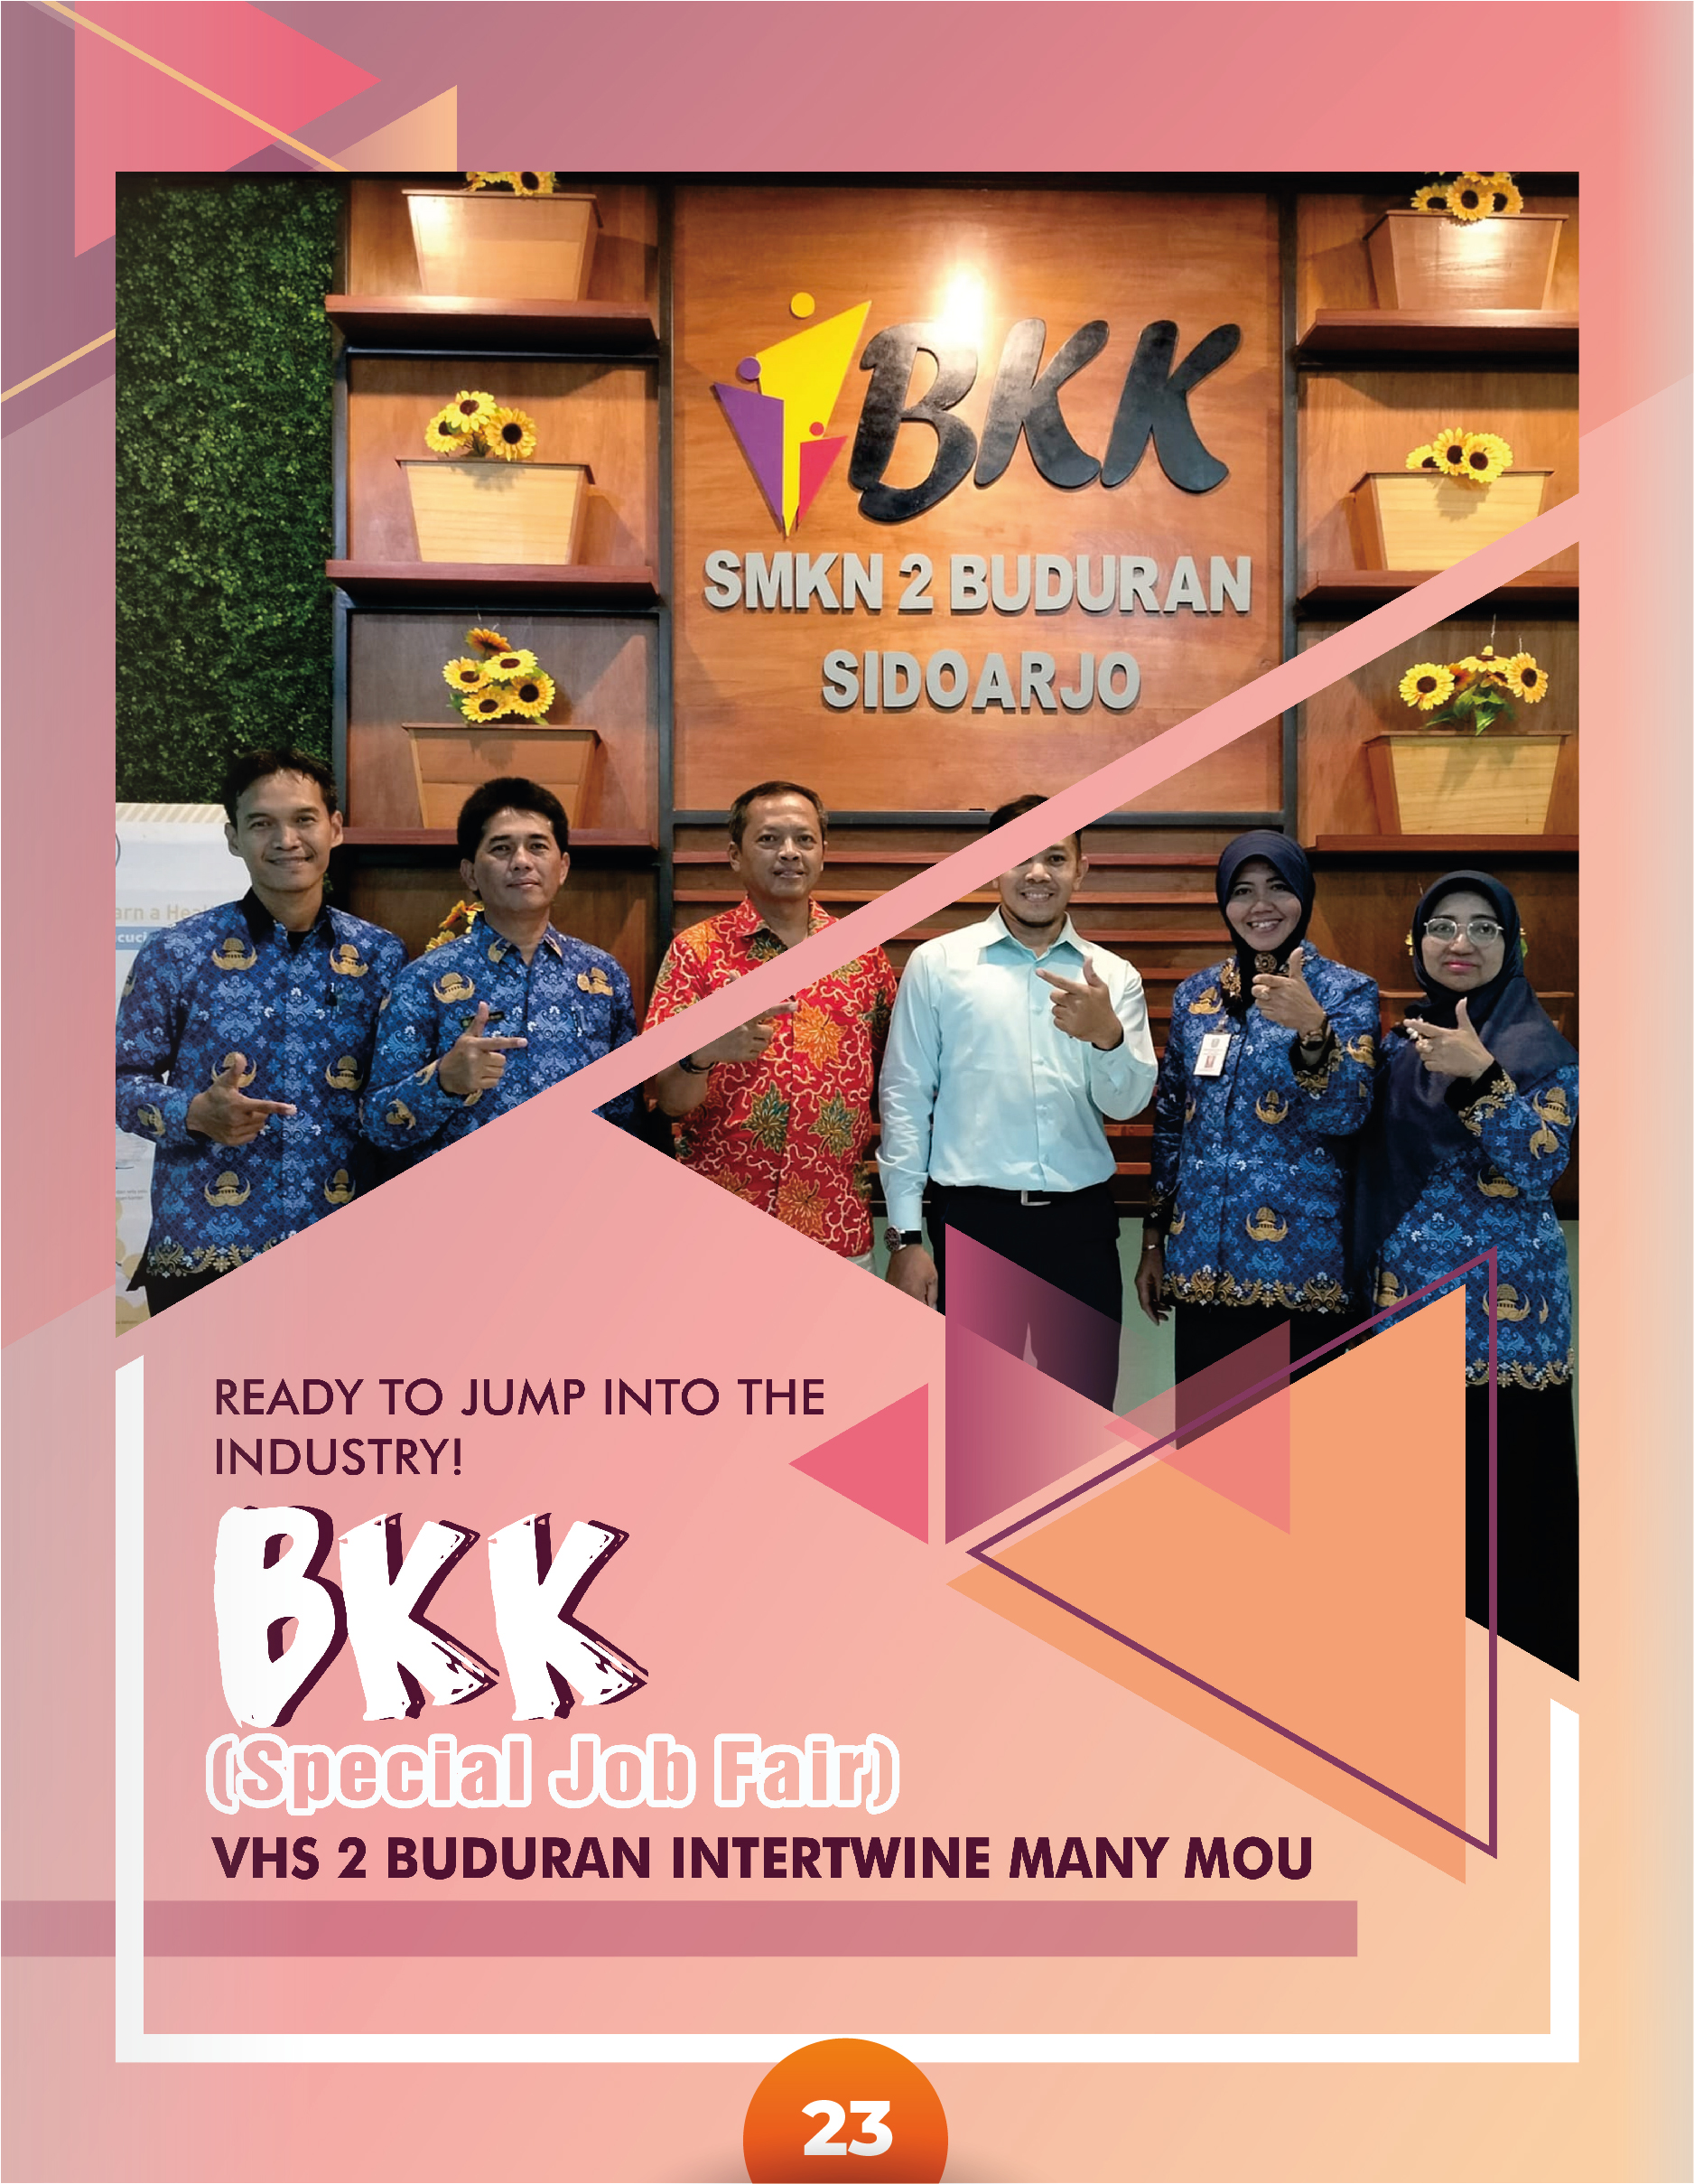 BKK
SMKN 2 BUDURAN
SIDOARJO
READY TO JUMP INTO THE
INDUSTRY!
BKK
(Special Job Fair)
VHS 2 BUDURAN INTERTWINE MANY MOU
23